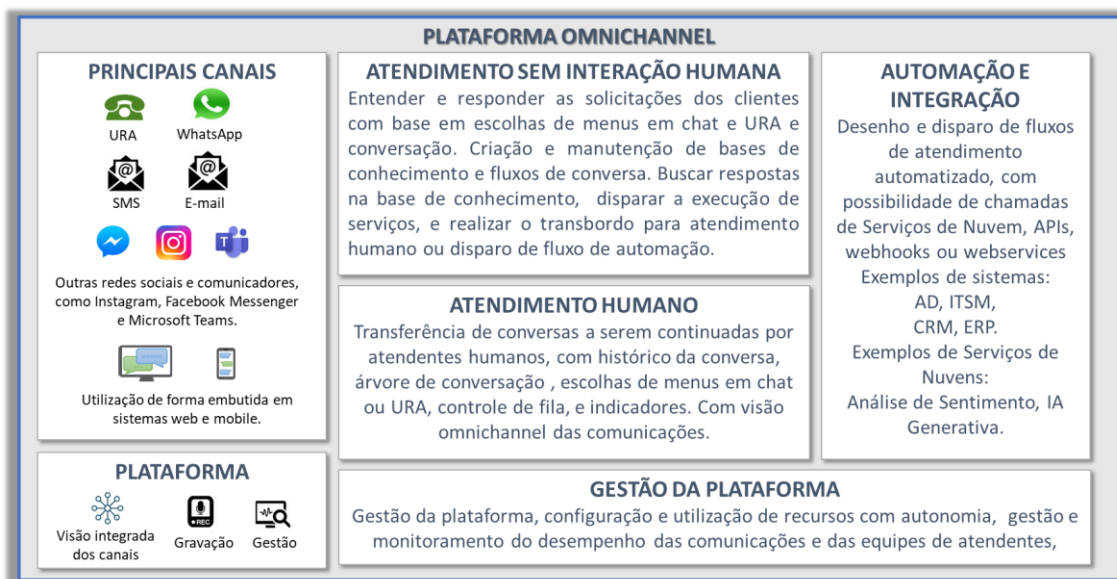 PLATAFORMA OMNICHANNEL
PRINCIPAIS CANAIS
URA
WhatsApp
SMS
E-mail
Outras redes sociais e comunicadores,
como Instagram, Facebook Messenger
e Microsoft Teams.
Utilização de forma embutida em
sistemas web e mobile.
PLATAFORMA
Visão integrada
dos canais
REC
Gravação
Gestão
ATENDIMENTO SEM INTERAÇÃO HUMANA
Entender e responder as solicitações dos clientes
com base em escolhas de menus em chat e URA e
conversação. Criação e manutenção de bases de
conhecimento e fluxos de conversa. Buscar respostas
na base de conhecimento, disparar a execução de
serviços, e realizar o transbordo para atendimento
humano ou disparo de fluxo de automação.
ATENDIMENTO HUMANO
Transferência de conversas a serem continuadas por
atendentes humanos, com histórico da conversa,
árvore de conversação , escolhas de menus em chat
ou URA, controle de fila, e indicadores. Com visão
omnichannel das comunicações.
AUTOMAÇÃO E
INTEGRAÇÃO
Desenho e disparo de fluxos
de atendimento
automatizado, com
possibilidade de chamadas
de Serviços de Nuvem, APIs,
webhooks ou webservices
Exemplos de sistemas:
AD, ITSM,
CRM, ERP.
Exemplos de Serviços de
Nuvens:
Análise de Sentimento, IA
Generativa.
GESTÃO DA PLATAFORMA
Gestão da plataforma, configuração e utilização de recursos com autonomia, gestão e
monitoramento do desempenho das comunicações e das equipes de atendentes,